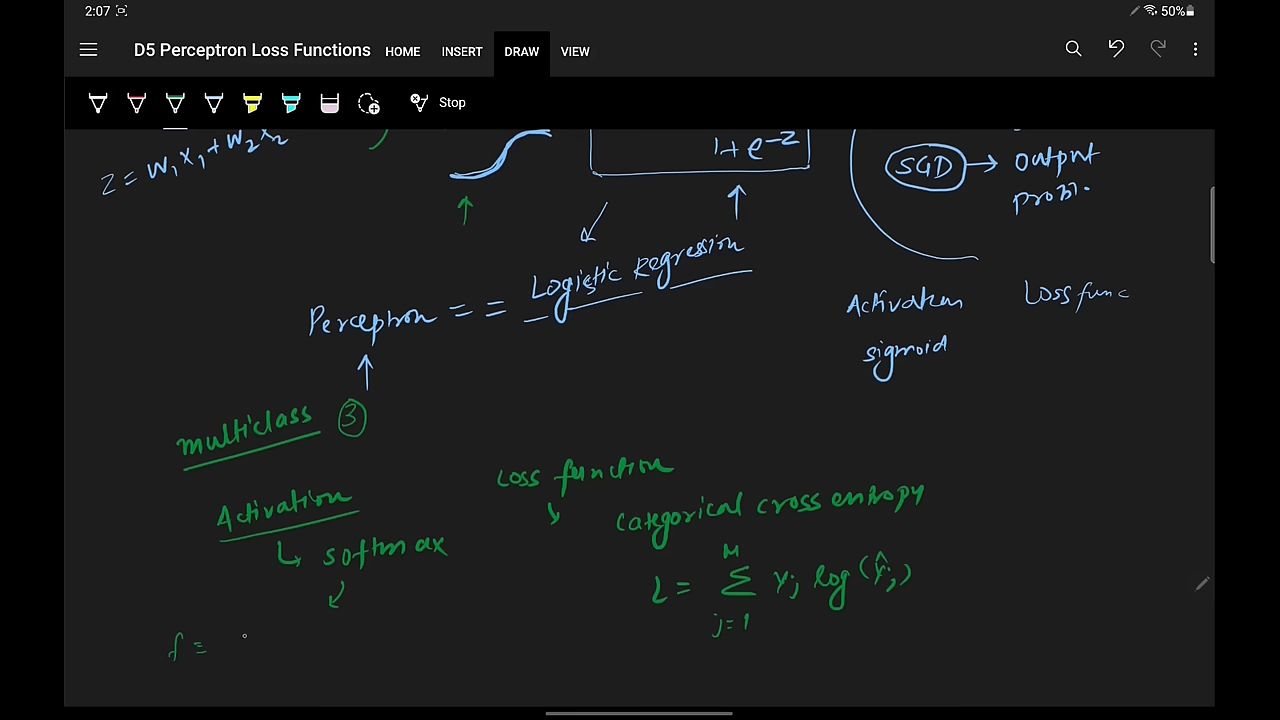 2:07
50%
D5 Perceptron Loss Functions HOME INSERT DRAW VIEW
Stop
z = w₁x₁ + w₂x₂
1 + e^-z
SGD → output
prob.
Perceptron == Logistic Regression
Activation
sigmoid
Loss func
multiclass ③
Activation
↳ softmax
Loss function
categorical cross entropy
L = Σ_{j=1}^{M} Yj log(Ŷj)
f =